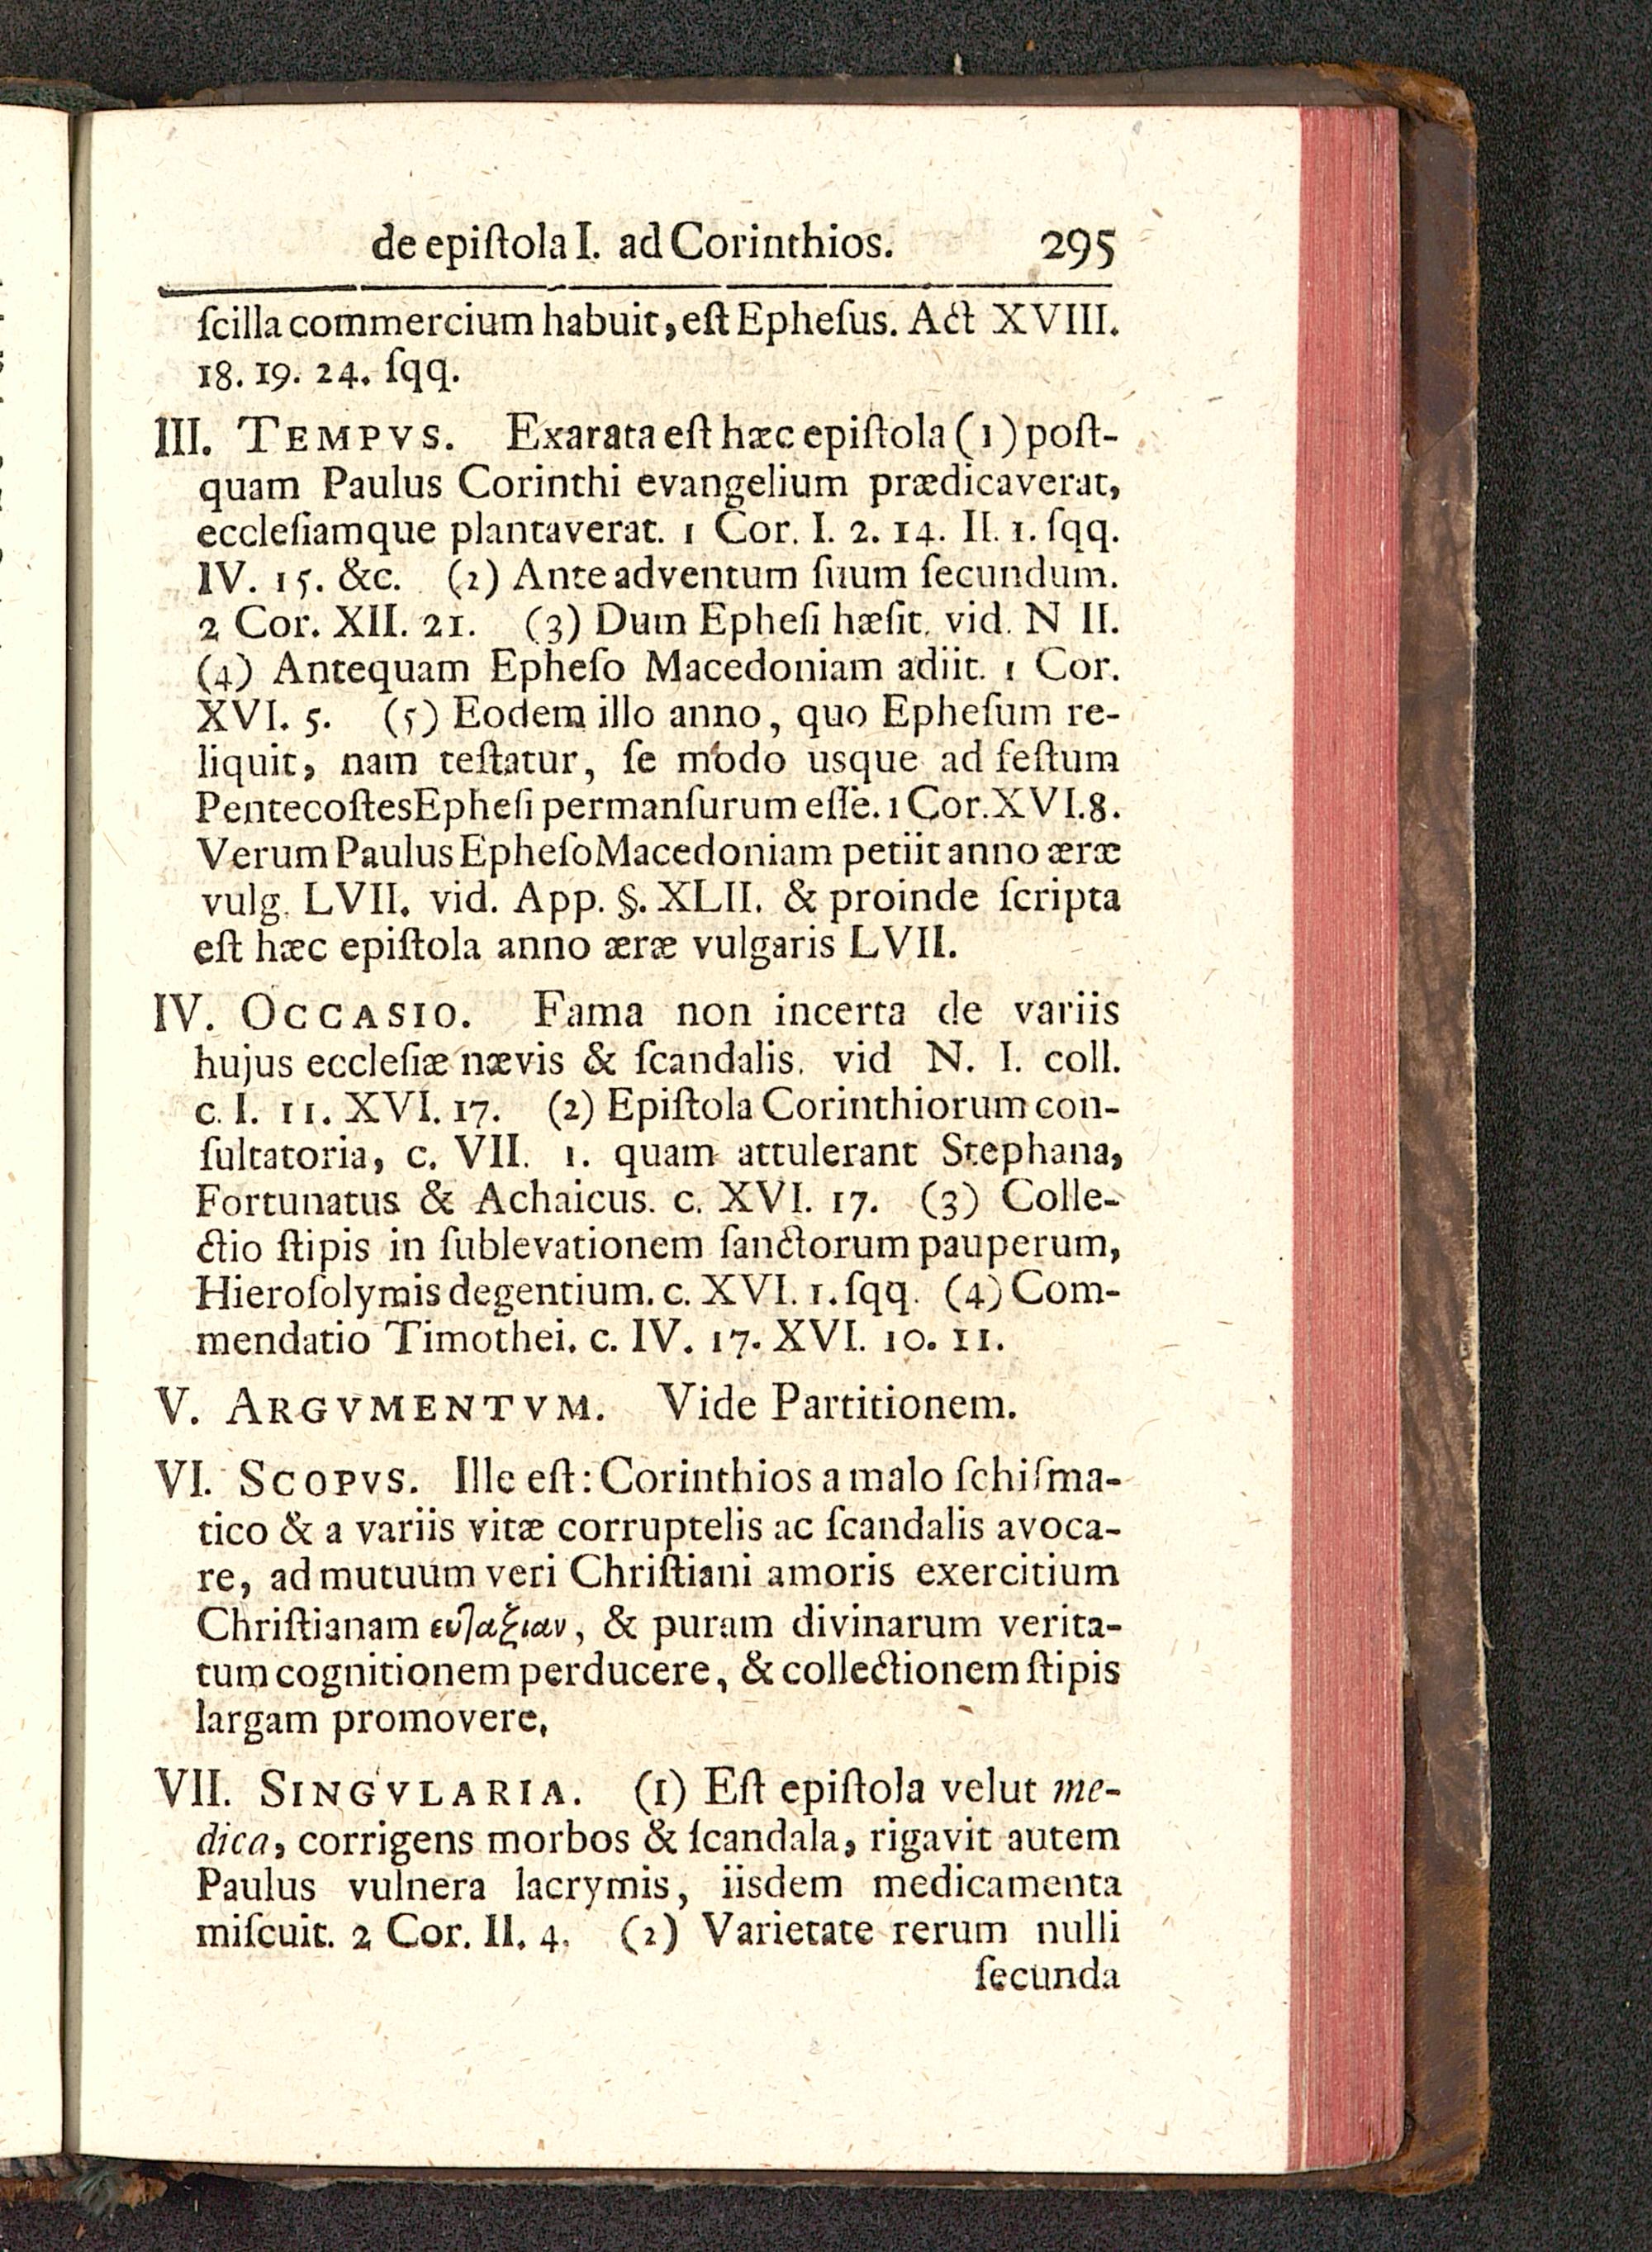 de epiſtola I. ad Corinthios. 295
ſcilla commercium habuit, eſt Epheſus. Act XVIII.
18. 19. 24. ſqq.
III. TEMPVS. Exarata eſt hæc epiſtola (1) poſt-
quam Paulus Corinthi evangelium prædicaverat,
eccleſiamque plantaverat. 1 Cor. I. 2. 14. II. 1. ſqq.
IV. 15. &c. (2) Ante adventum ſuum ſecundum.
2 Cor. XII. 21. (3) Dum Epheſi hæſit. vid. N II.
(4) Antequam Epheſo Macedoniam adiit. 1 Cor.
XVI. 5. (5) Eodem illo anno, quo Epheſum re-
liquit, nam teſtatur, ſe modo usque ad feſtum
Pentecoſtes Epheſi permanſurum eſſe. 1 Cor. XVI. 8.
Verum Paulus Epheſo Macedoniam petiit anno æræ
vulg. LVII. vid. App. §. XLII. & proinde ſcripta
eſt hæc epiſtola anno æræ vulgaris LVII.
IV. OCCASIO. Fama non incerta de variis
hujus eccleſiæ nævis & ſcandalis. vid N. I. coll.
c. I. 11. XVI. 17. (2) Epiſtola Corinthiorum con-
ſultatoria, c. VII. 1. quam attulerant Stephana,
Fortunatus & Achaicus. c. XVI. 17. (3) Colle-
ctio ſtipis in ſublevationem ſanctorum pauperum,
Hieroſolymis degentium. c. XVI. 1. ſqq. (4) Com-
mendatio Timothei. c. IV. 17. XVI. 10. 11.
V. ARGVMENTVM. Vide Partitionem.
VI. SCOPVS. Ille eſt: Corinthios a malo ſchiſma-
tico & a variis vitæ corruptelis ac ſcandalis avoca-
re, ad mutuum veri Chriſtiani amoris exercitium
Chriſtianam ευταξιαν, & puram divinarum verita-
tum cognitionem perducere, & collectionem ſtipis
largam promovere.
VII. SINGVLARIA. (1) Eſt epiſtola velut me-
dica, corrigens morbos & ſcandala, rigavit autem
Paulus vulnera lacrymis, iisdem medicamenta
miſcuit. 2 Cor. II. 4. (2) Varietate rerum nulli
ſecunda